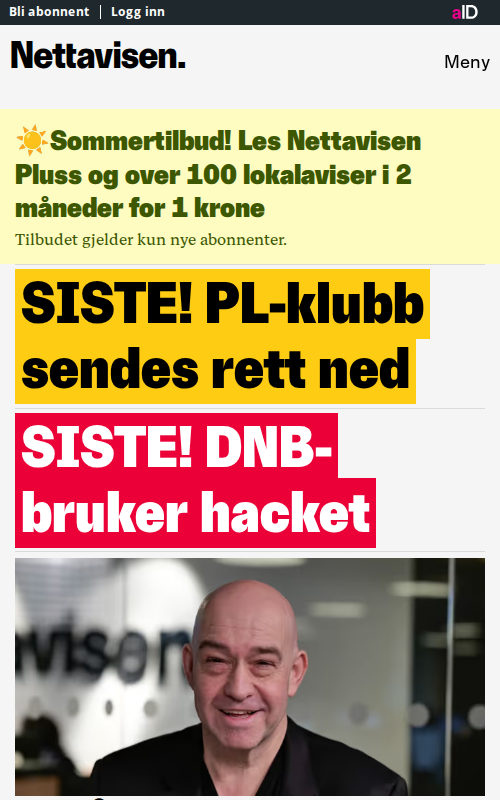 Bli abonnent Logg inn aID
Nettavisen.
Meny
☀️Sommertilbud! Les Nettavisen
Pluss og over 100 lokalaviser i 2
måneder for 1 krone
Tilbudet gjelder kun nye abonnenter.
SISTE! PL-klubb
sendes rett ned
SISTE! DNB-
bruker hacket